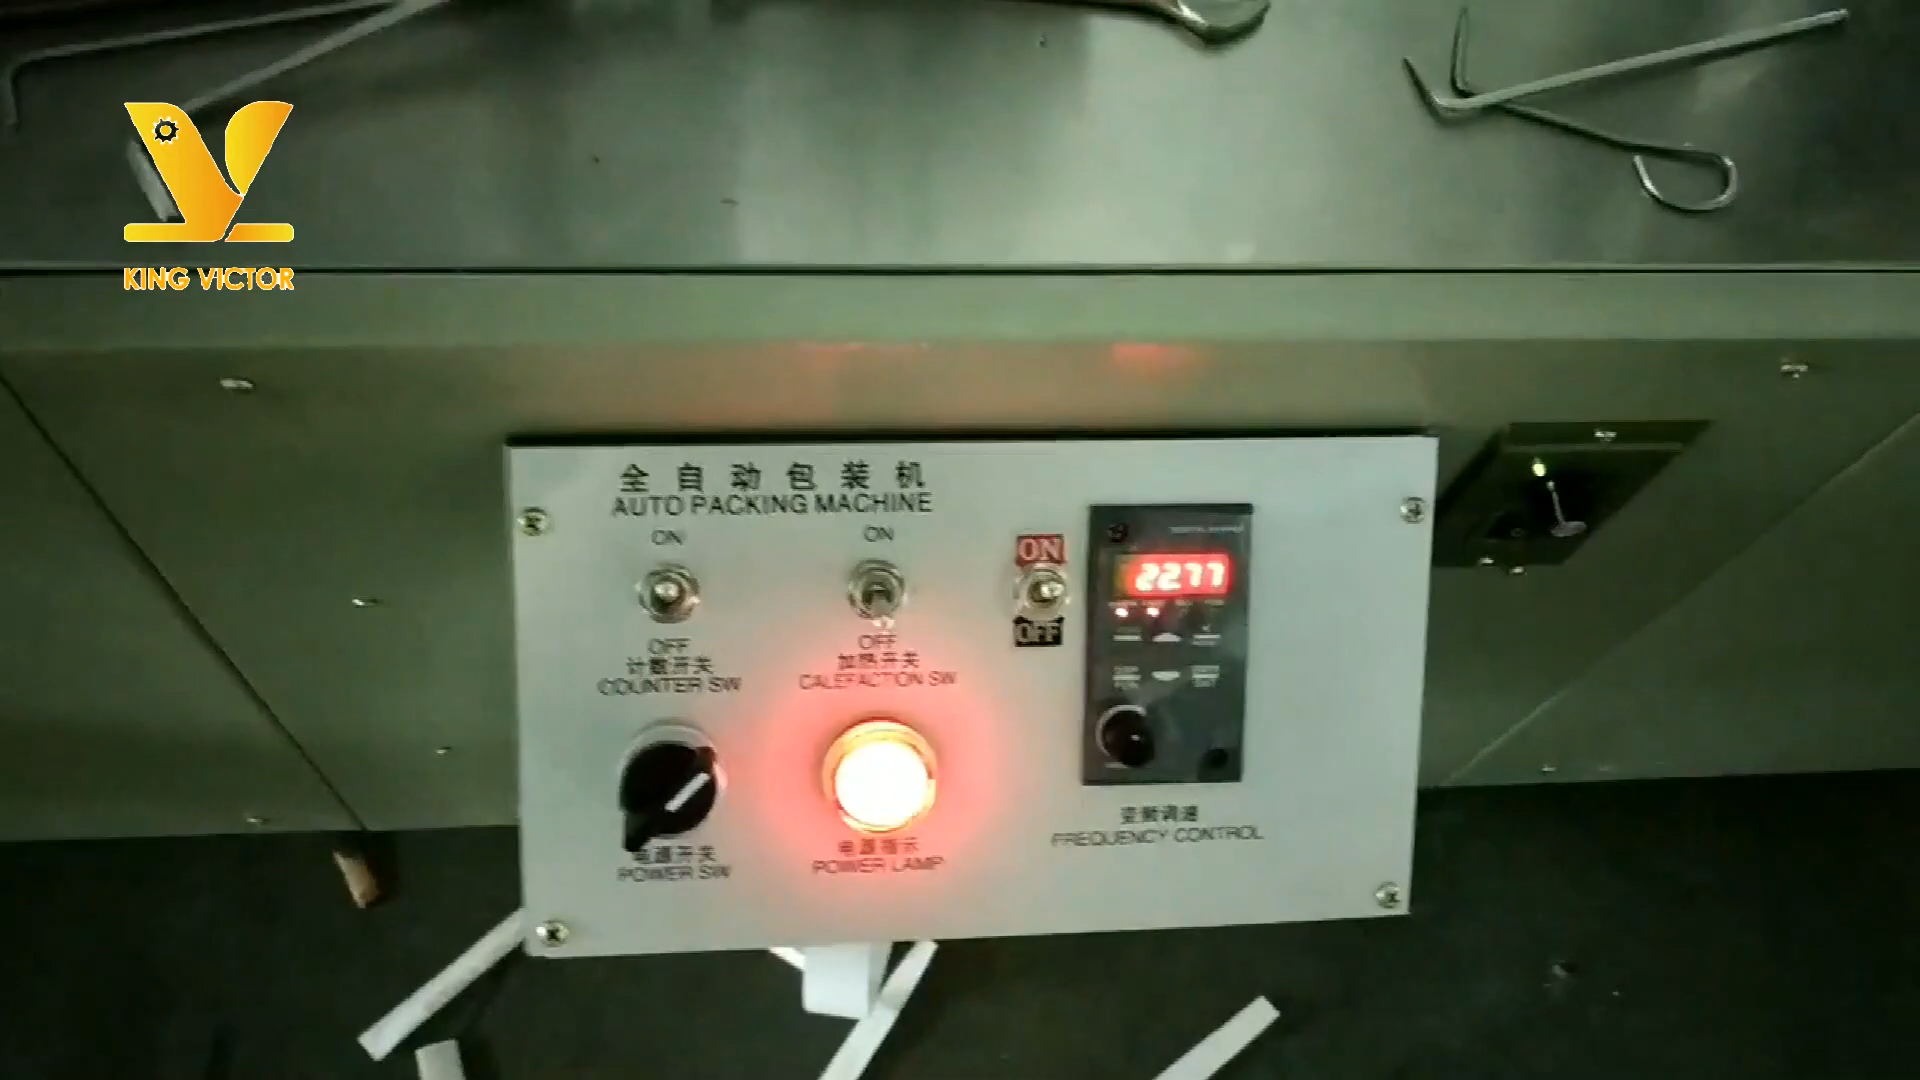 KING VICTOR
全自动包装机
AUTO PACKING MACHINE
ON
ON
ON
2277
OFF
OFF
OFF
计数开关
加热开关
COUNTER SW
CALEFACTION SW
电源开关
电源指示
POWER SW
POWER LAMP
变频调速
FREQUENCY CONTROL